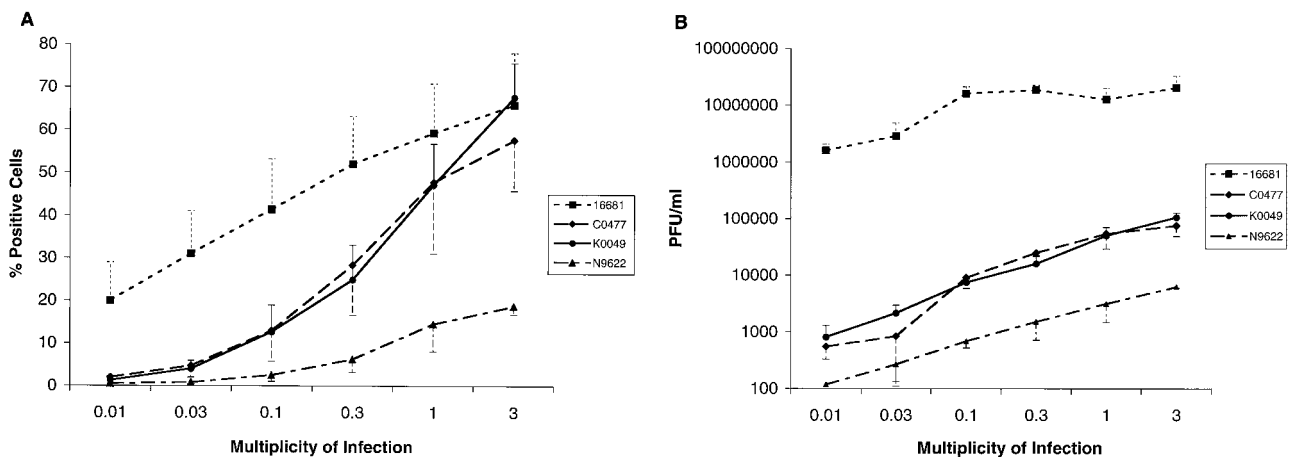 A
80
70
60
50
40
30
20
10
0
% Positive Cells
0.01 0.03 0.1 0.3 1 3
Multiplicity of Infection
16681
C0477
K0049
N9622
B
100000000
10000000
1000000
100000
10000
1000
100
PFU/ml
0.01 0.03 0.1 0.3 1 3
Multiplicity of Infection
16681
C0477
K0049
N9622